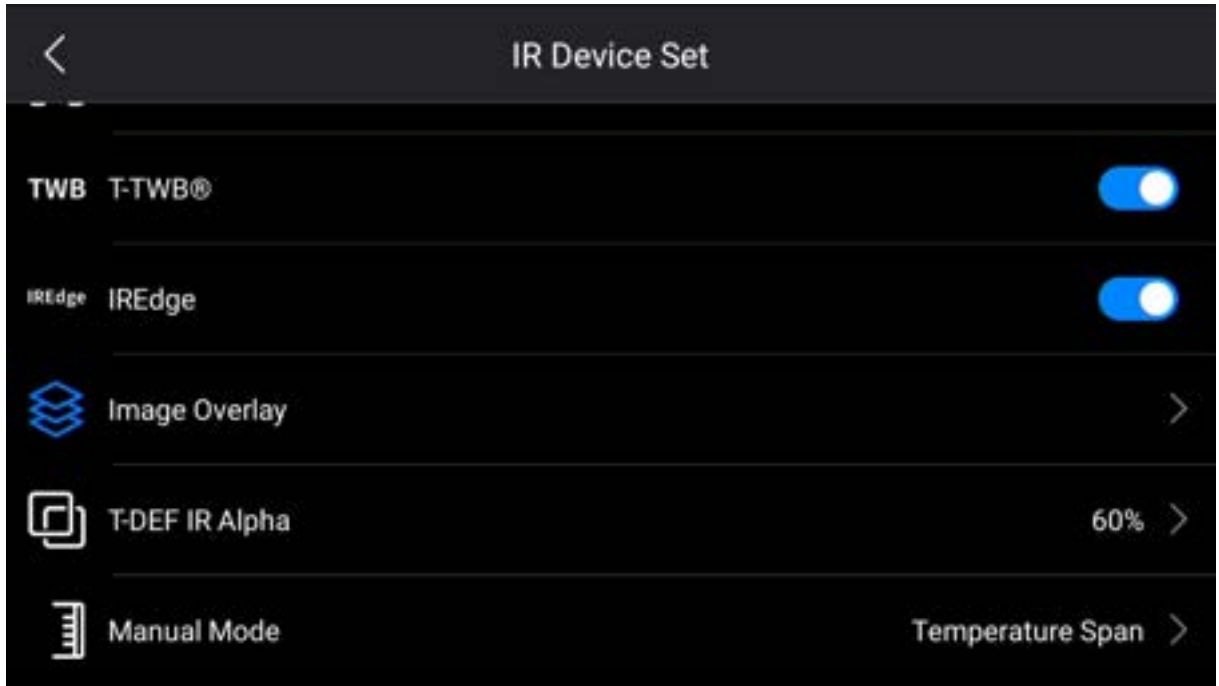 IR Device Set
TWB T-TWB®
IREdge IREdge
Image Overlay
T-DEF IR Alpha 60%
Manual Mode Temperature Span